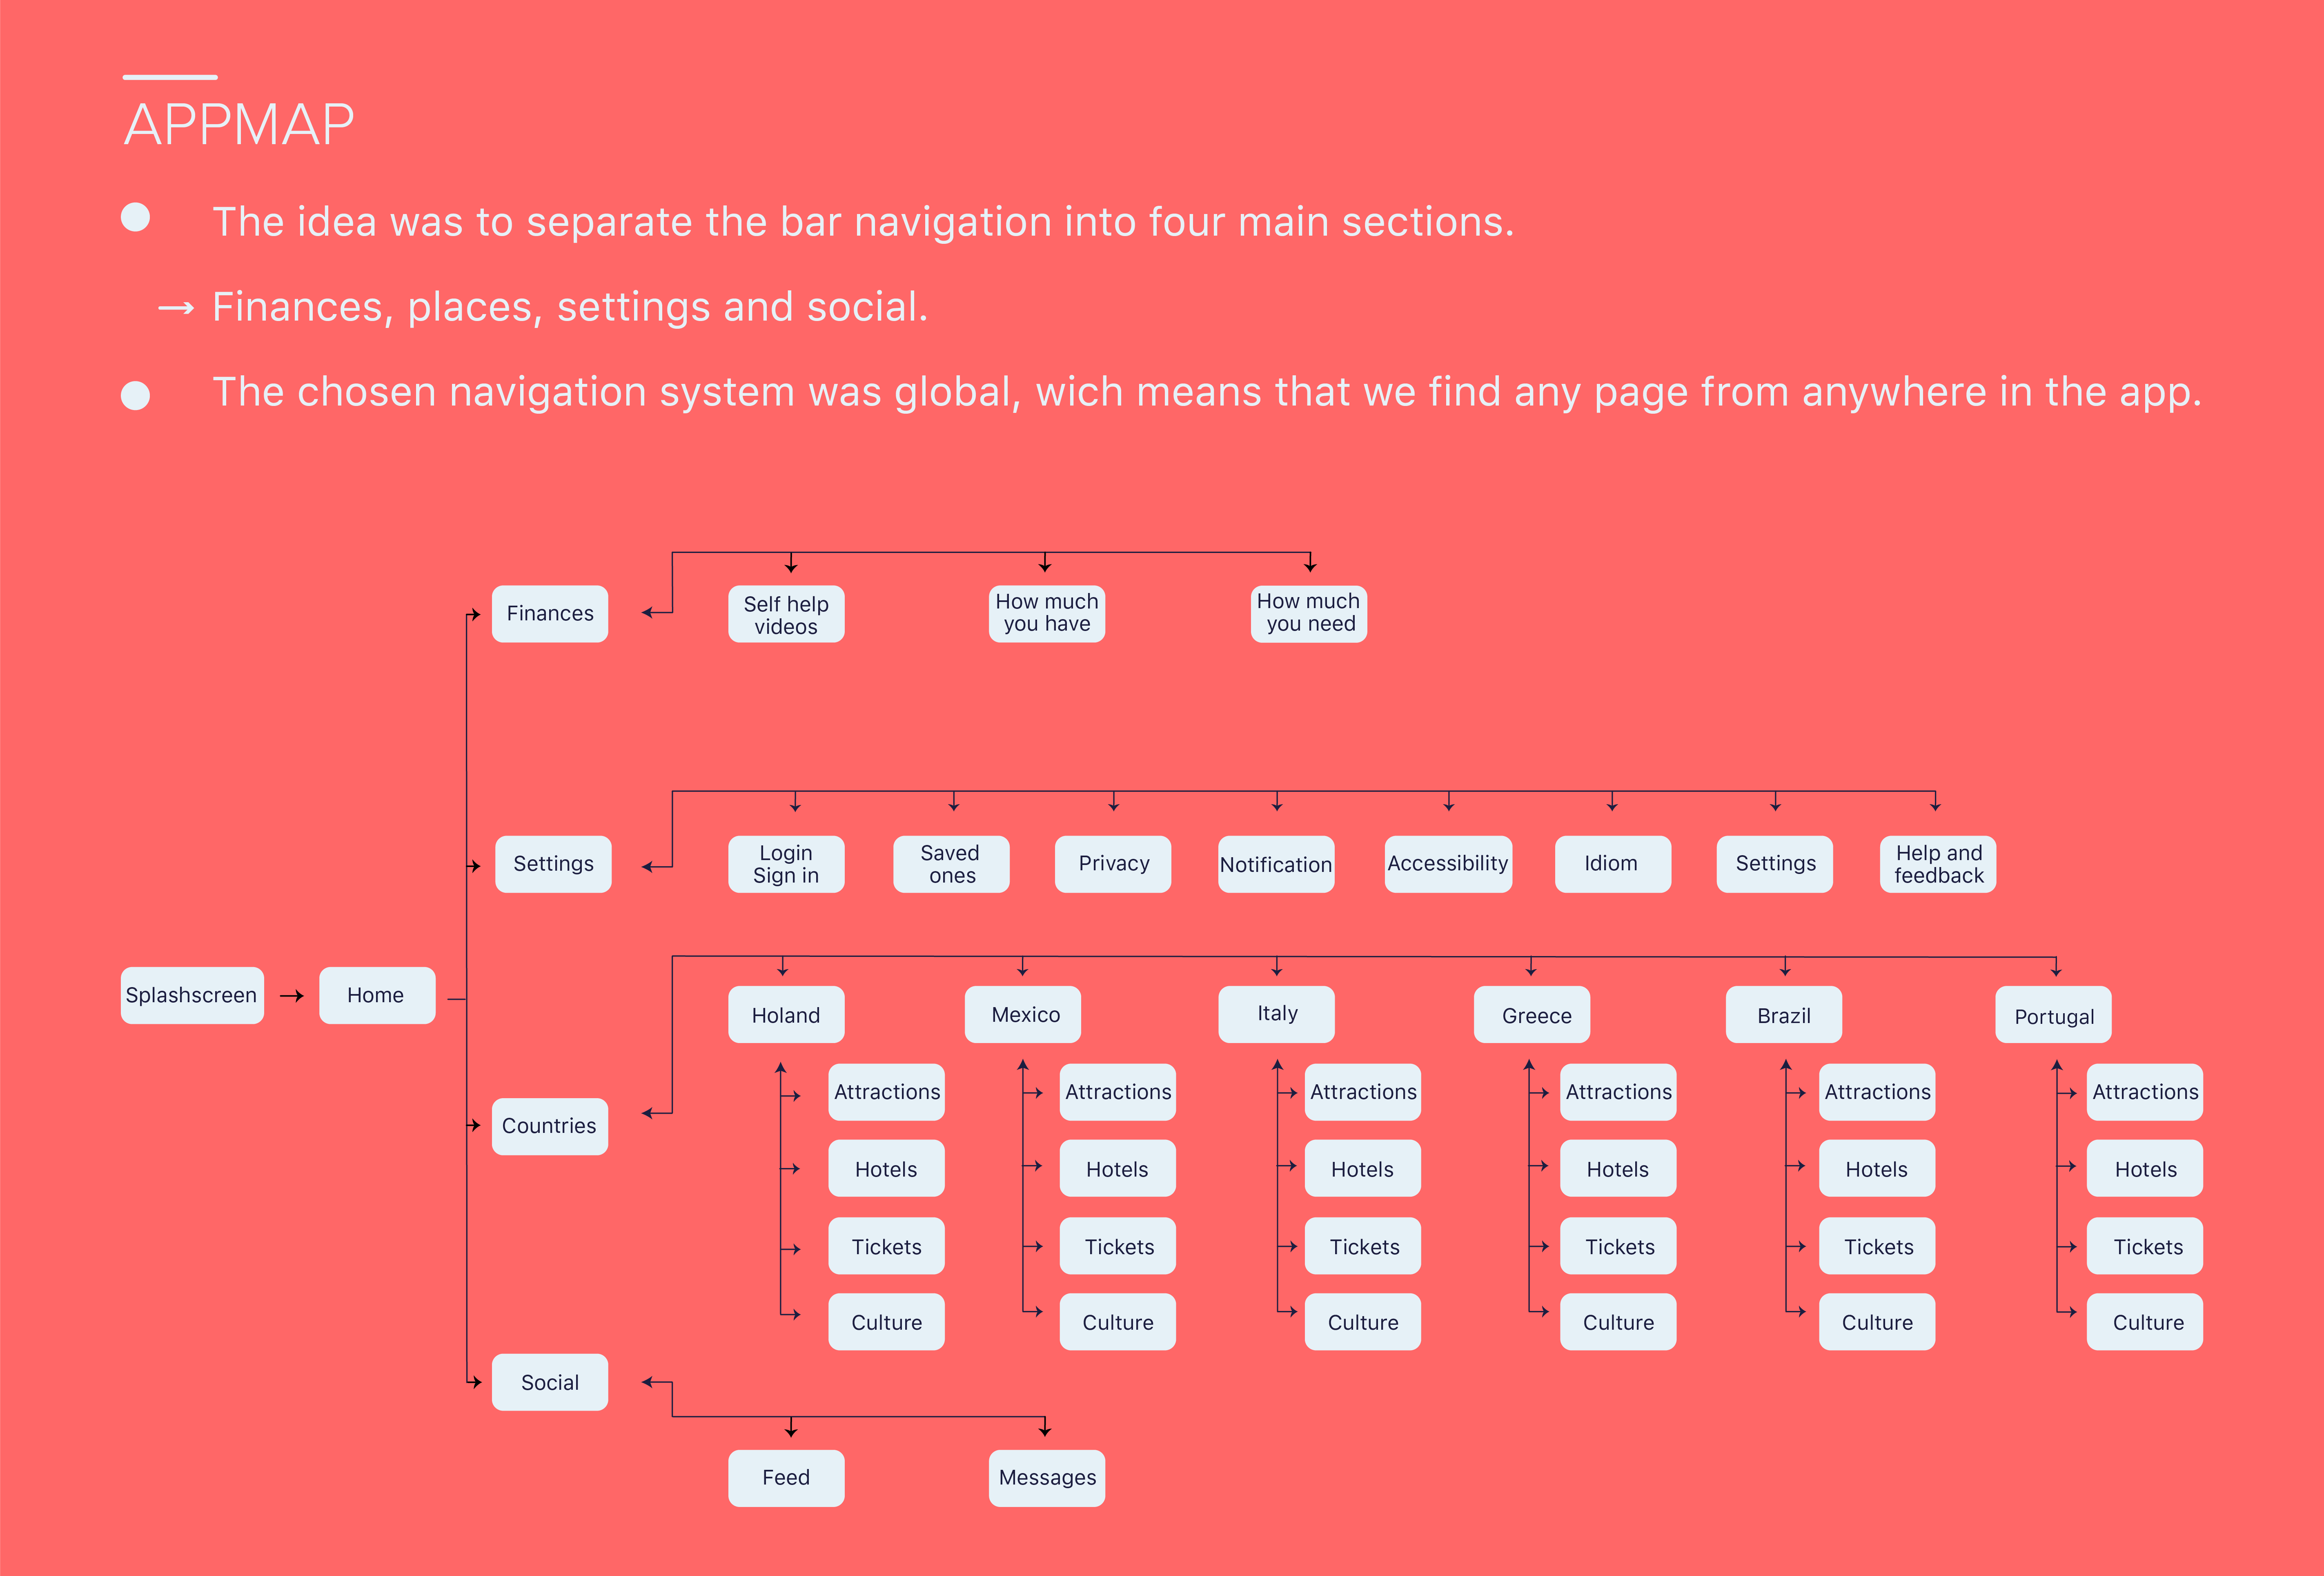 APPMAP
The idea was to separate the bar navigation into four main sections.
→ Finances, places, settings and social.
The chosen navigation system was global, wich means that we find any page from anywhere in the app.
Finances
Self help
videos
How much
you have
How much
you need
Settings
Login
Sign in
Saved
ones
Privacy
Notification
Accessibility
Idiom
Settings
Help and
feedback
Splashscreen
Home
Countries
Holand
Mexico
Italy
Greece
Brazil
Portugal
Attractions
Attractions
Attractions
Attractions
Attractions
Attractions
Hotels
Hotels
Hotels
Hotels
Hotels
Hotels
Tickets
Tickets
Tickets
Tickets
Tickets
Tickets
Culture
Culture
Culture
Culture
Culture
Culture
Social
Feed
Messages